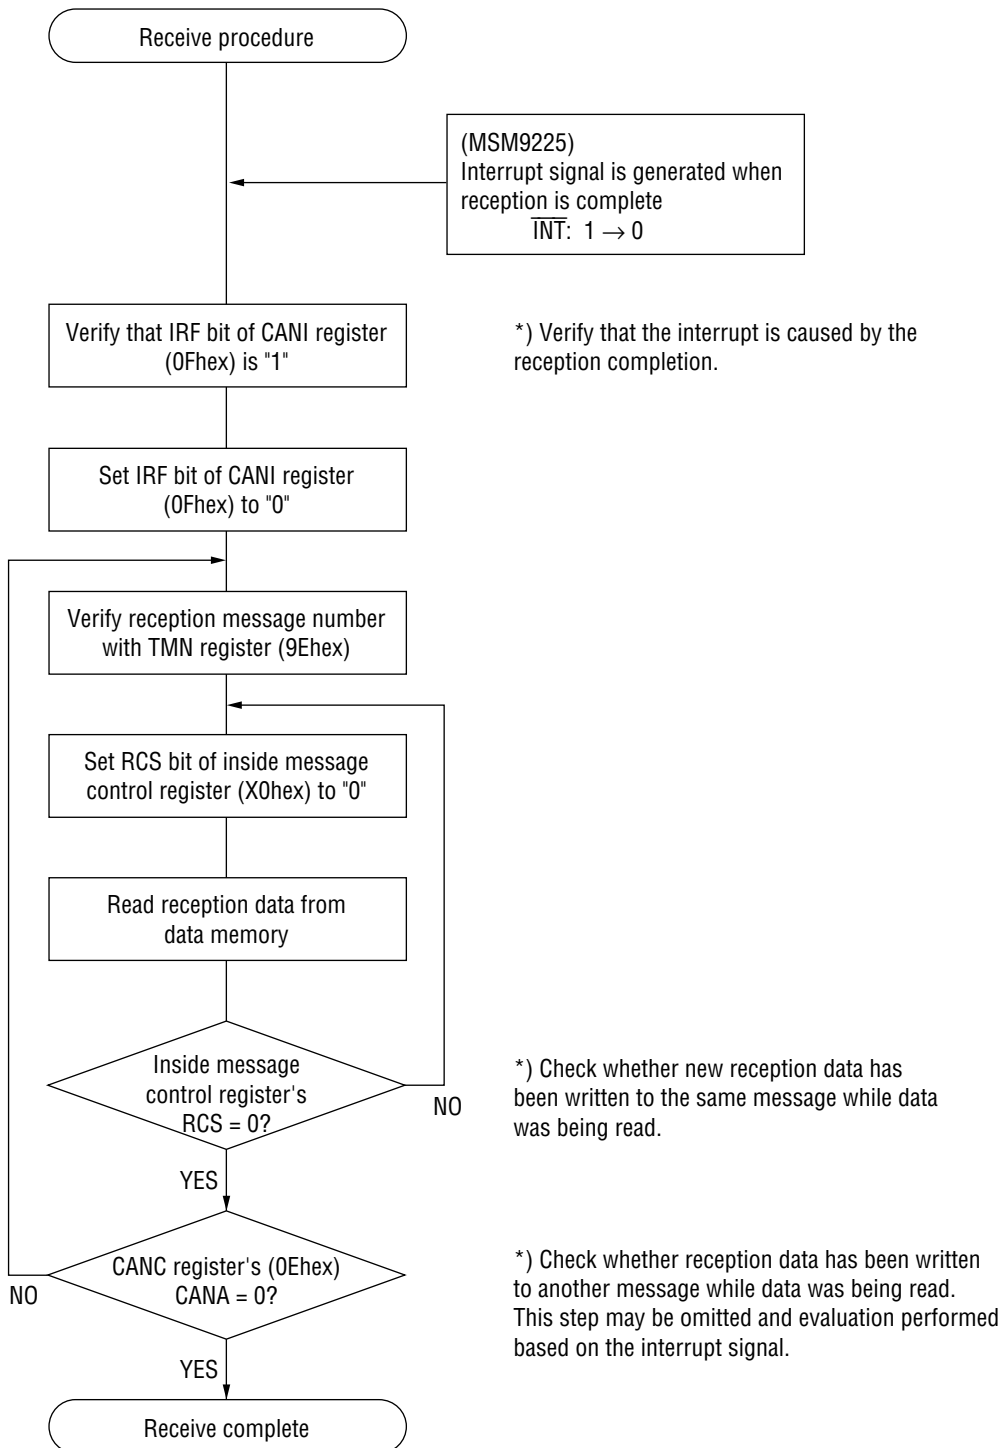 Receive procedure
(MSM9225)
Interrupt signal is generated when
reception is complete
INT: 1 → 0
Verify that IRF bit of CANI register
(0Fhex) is "1"
*) Verify that the interrupt is caused by the
reception completion.
Set IRF bit of CANI register
(0Fhex) to "0"
Verify reception message number
with TMN register (9Ehex)
Set RCS bit of inside message
control register (X0hex) to "0"
Read reception data from
data memory
Inside message
control register's
RCS = 0?
NO
*) Check whether new reception data has
been written to the same message while data
was being read.
YES
CANC register's (0Ehex)
CANA = 0?
NO
*) Check whether reception data has been written
to another message while data was being read.
This step may be omitted and evaluation performed
based on the interrupt signal.
YES
Receive complete